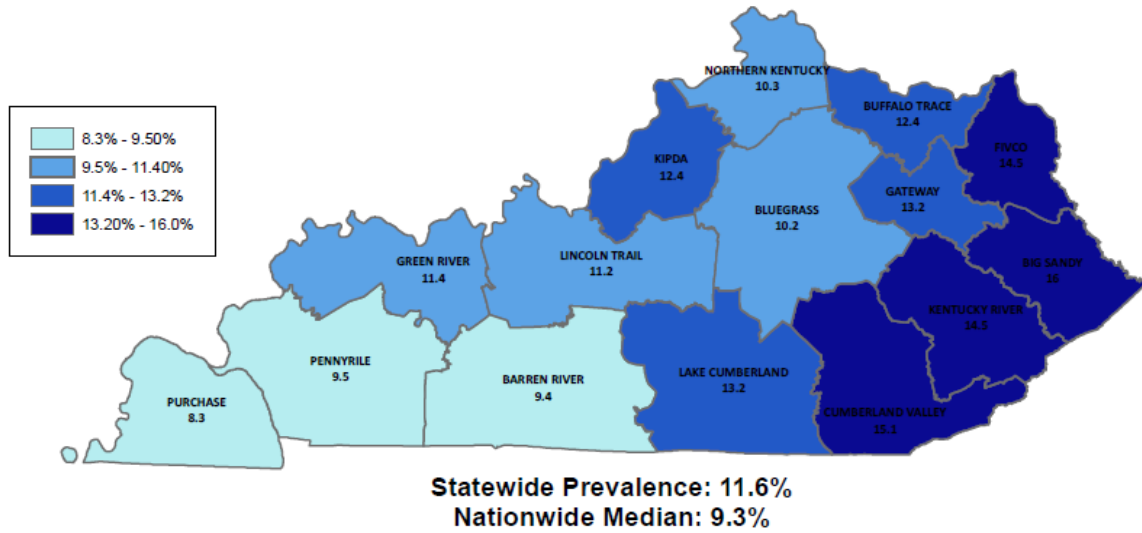 NORTHERN KENTUCKY
10.3
BUFFALO TRACE
12.4
FIVCO
14.5
8.3% - 9.50%
9.5% - 11.40%
11.4% - 13.2%
13.20% - 16.0%
KIPDA
12.4
GATEWAY
13.2
BLUEGRASS
10.2
GREEN RIVER
11.4
LINCOLN TRAIL
11.2
BIG SANDY
16
KENTUCKY RIVER
14.5
PENNYRILE
9.5
BARREN RIVER
9.4
LAKE CUMBERLAND
13.2
PURCHASE
8.3
CUMBERLAND VALLEY
15.1
Statewide Prevalence: 11.6%
Nationwide Median: 9.3%